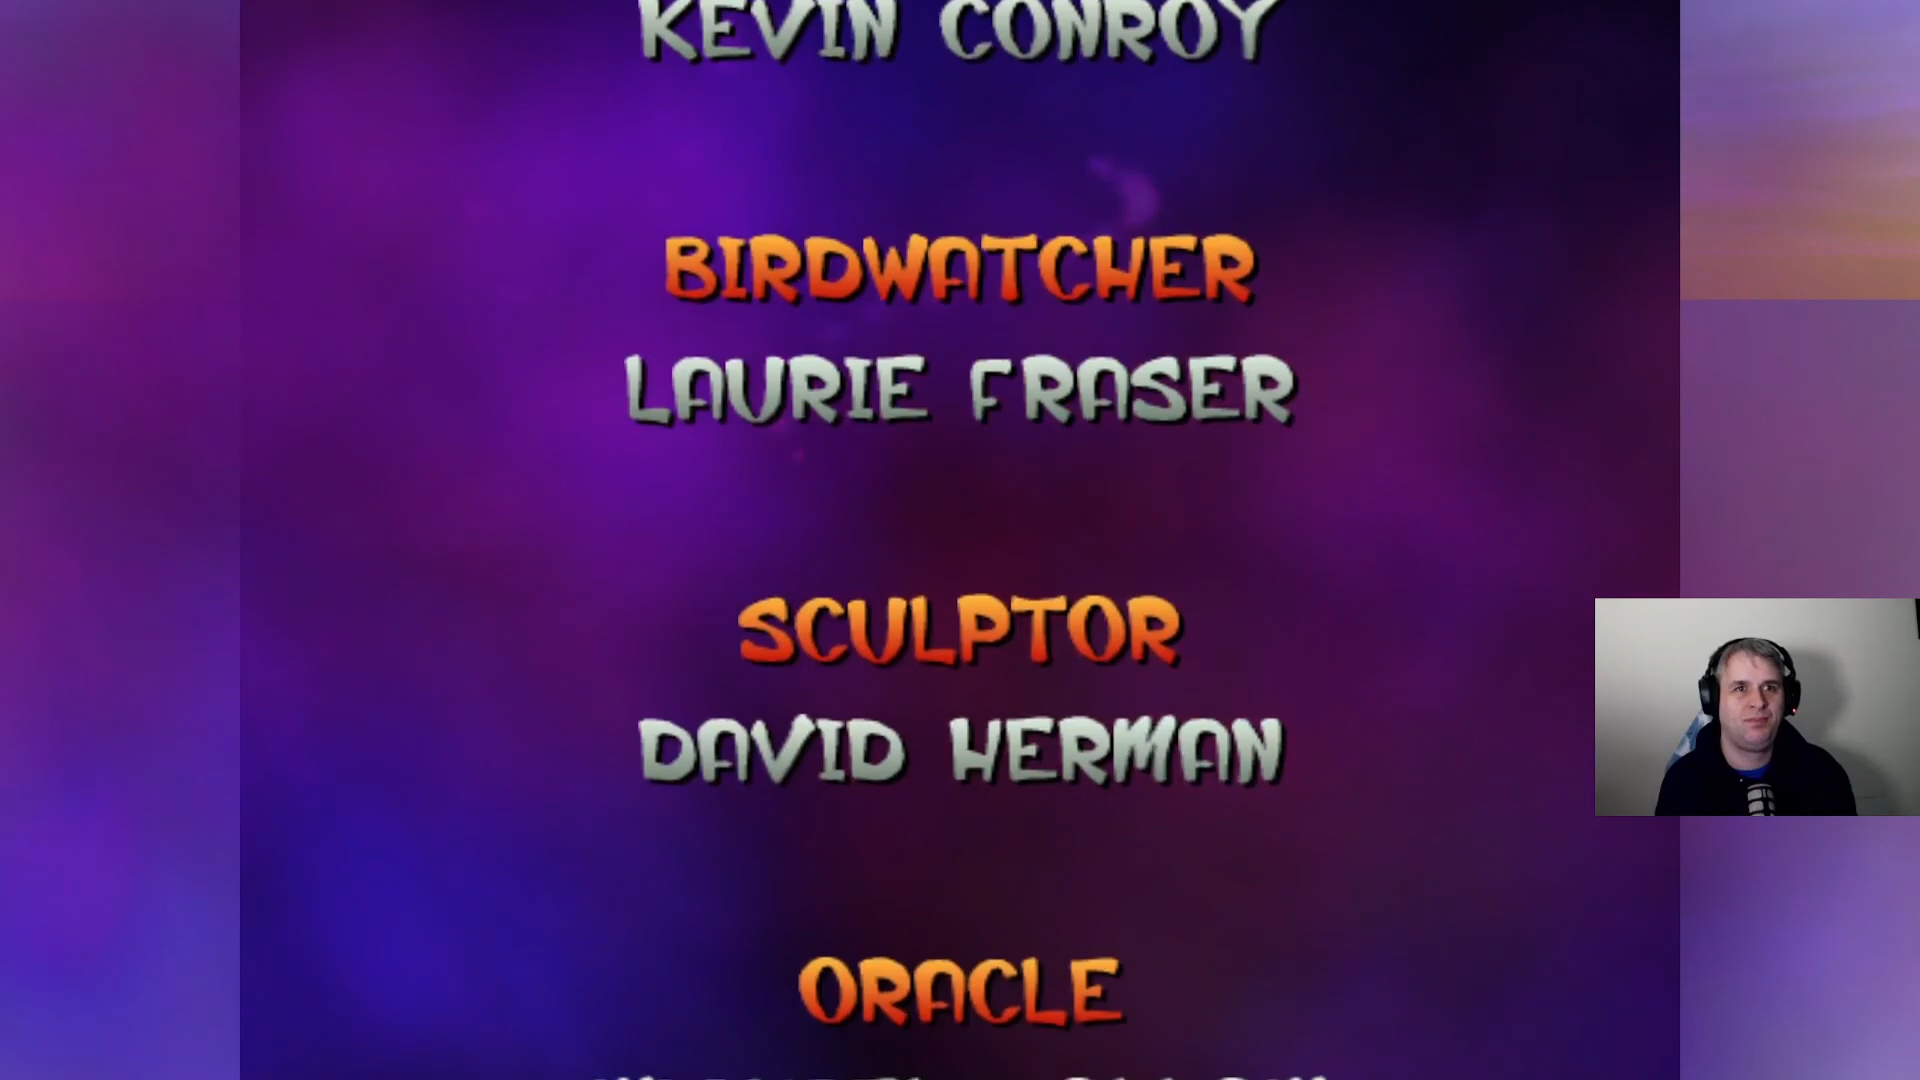 KEVIN CONROY
BIRDWATCHER
LAURIE FRASER
SCULPTOR
DAVID HERMAN
ORACLE